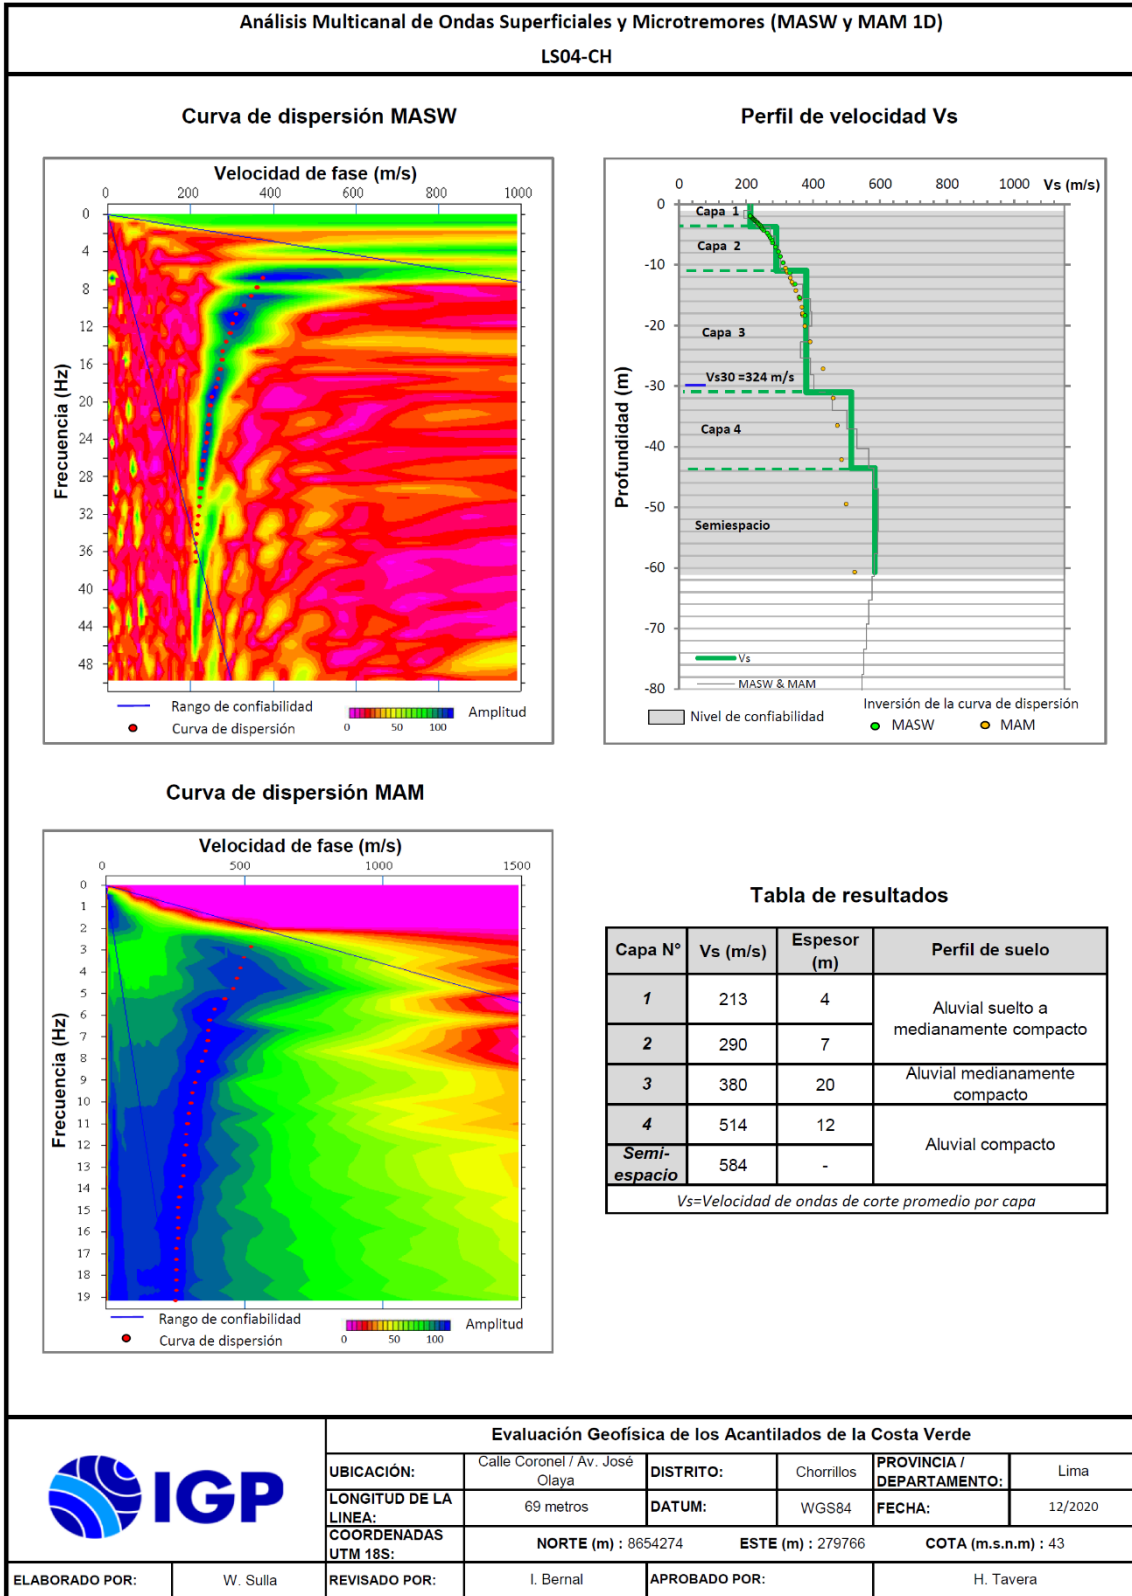 Análisis Multicanal de Ondas Superficiales y Microtremores (MASW y MAM 1D)
LS04-CH
Curva de dispersión MASW
Velocidad de fase (m/s)
0 200 400 600 800 1000
Frecuencia (Hz)
0
4
8
12
16
20
24
28
32
36
40
44
48
Rango de confiabilidad
Curva de dispersión
0 50 100
Amplitud
Perfil de velocidad Vs
0 200 400 600 800 1000 Vs (m/s)
Profundidad (m)
0
-10
-20
-30
-40
-50
-60
-70
-80
Capa 1
Capa 2
Capa 3
Vs30 =324 m/s
Capa 4
Semiespacio
Vs
MASW & MAM
Nivel de confiabilidad
Inversión de la curva de dispersión
MASW MAM
Curva de dispersión MAM
Velocidad de fase (m/s)
0 500 1000 1500
Frecuencia (Hz)
0
1
2
3
4
5
6
7
8
9
10
11
12
13
14
15
16
17
18
19
Rango de confiabilidad
Curva de dispersión
0 50 100
Amplitud
Tabla de resultados
Capa N° Vs (m/s) Espesor (m) Perfil de suelo
1 213 4 Aluvial suelto a medianamente compacto
2 290 7
3 380 20 Aluvial medianamente compacto
4 514 12 Aluvial compacto
Semi-espacio 584 -
Vs=Velocidad de ondas de corte promedio por capa
IGP
Evaluación Geofísica de los Acantilados de la Costa Verde
UBICACIÓN: Calle Coronel / Av. José Olaya DISTRITO: Chorrillos PROVINCIA / DEPARTAMENTO: Lima
LONGITUD DE LA LINEA: 69 metros DATUM: WGS84 FECHA: 12/2020
COORDENADAS UTM 18S: NORTE (m) : 8654274 ESTE (m) : 279766 COTA (m.s.n.m) : 43
ELABORADO POR: W. Sulla REVISADO POR: I. Bernal APROBADO POR: H. Tavera